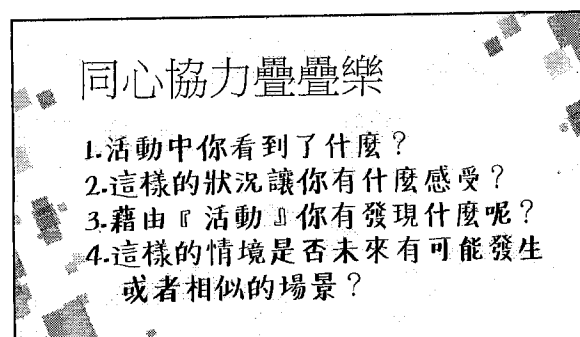 同心協力疊疊樂
1.活動中你看到了什麼？
2.這樣的狀況讓你有什麼感受？
3.藉由『活動』你有發現什麼呢？
4.這樣的情境是否未來有可能發生
或者相似的場景？